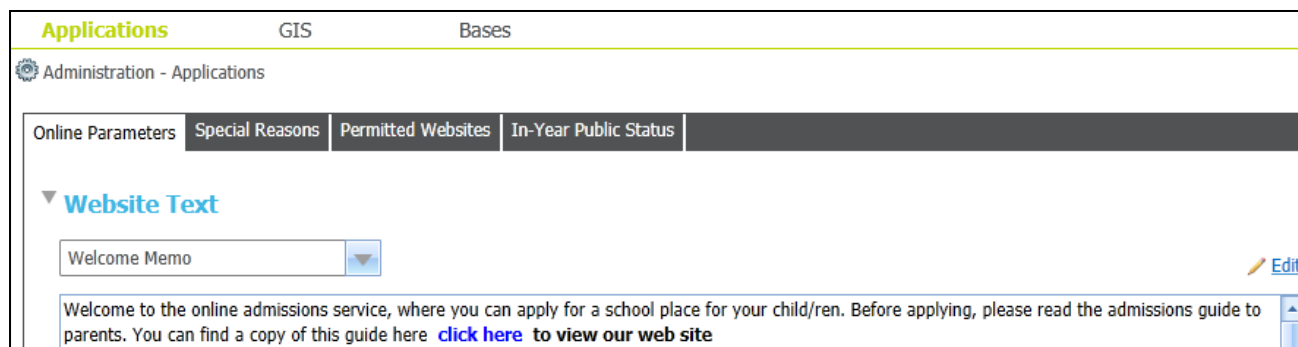 Applications GIS Bases
Administration - Applications
Online Parameters Special Reasons Permitted Websites In-Year Public Status
Website Text
Welcome Memo
Edit
Welcome to the online admissions service, where you can apply for a school place for your child/ren. Before applying, please read the admissions guide to
parents. You can find a copy of this guide here click here to view our web site